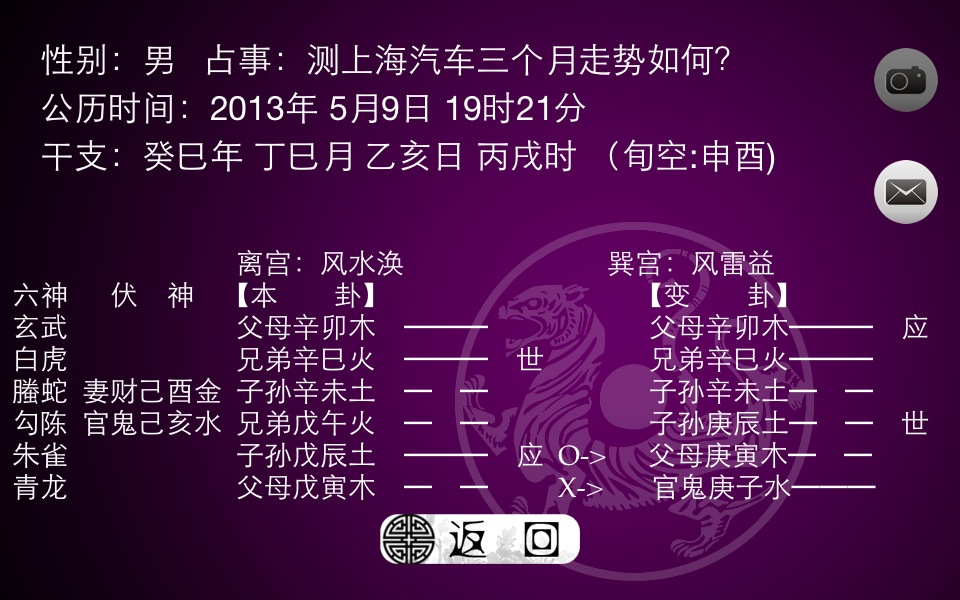 性别：男 占事：测上海汽车三个月走势如何?
公历时间：2013年 5月9日 19时21分
干支：癸巳年 丁巳月 乙亥日 丙戌时 （旬空:申酉)
离宫：风水涣 巽宫：风雷益
六神 伏 神 【本 卦】 【变 卦】
玄武 父母辛卯木 父母辛卯木 应
白虎 兄弟辛巳火 世 兄弟辛巳火
螣蛇 妻财己酉金 子孙辛未土 子孙辛未土
勾陈 官鬼己亥水 兄弟戊午火 子孙庚辰土 世
朱雀 子孙戊辰土 应 O-> 父母庚寅木
青龙 父母戊寅木 X-> 官鬼庚子水
返 回